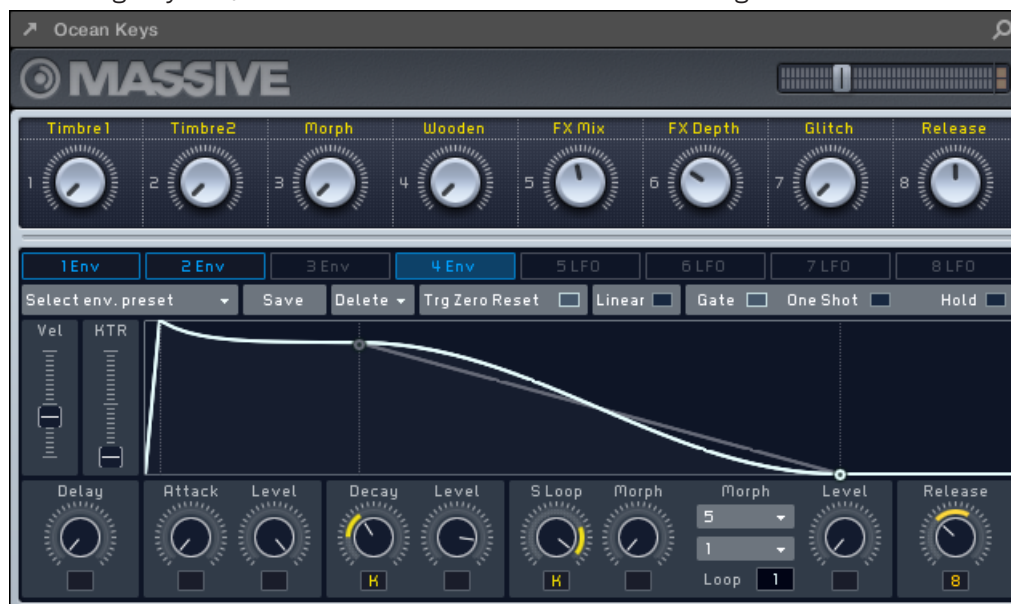 Ocean Keys
MASSIVE
Timbre1 Timbre2 Morph Wooden FX Mix FX Depth Glitch Release
1 2 3 4 5 6 7 8
1 Env 2 Env 3 Env 4 Env 5 LFO 6 LFO 7 LFO 8 LFO
Select env. preset Save Delete Trg Zero Reset Linear Gate One Shot Hold
Vel KTR
Delay Attack Level Decay Level S Loop Morph Morph Level Release
5
1
K K Loop 1 8